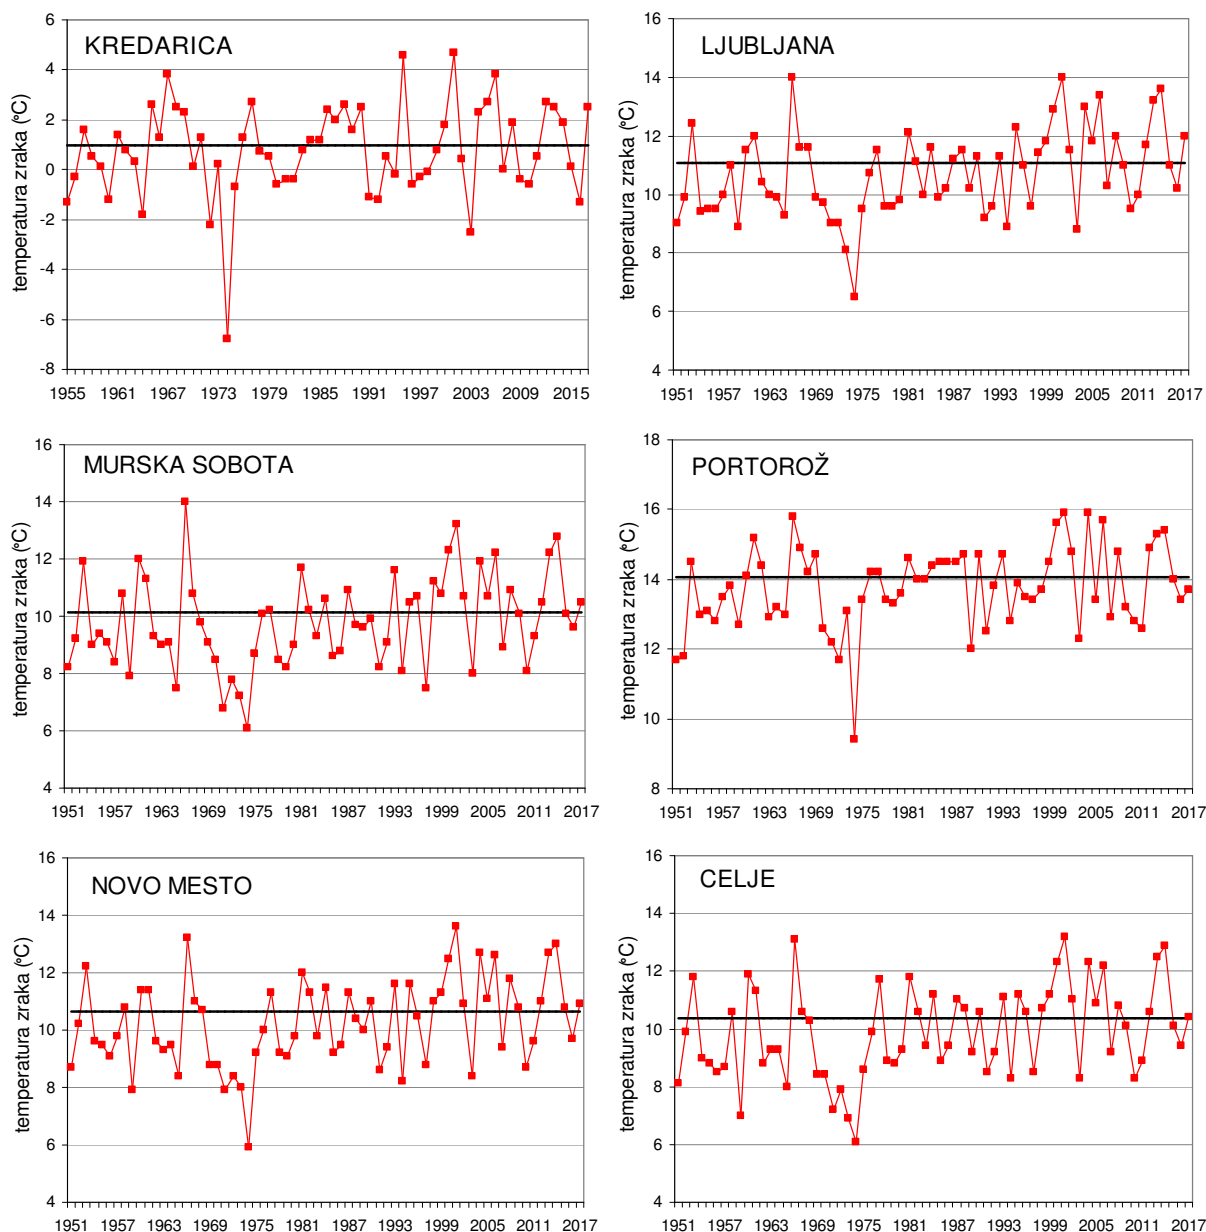 KREDARICA
temperatura zraka (°C)
6
4
2
0
-2
-4
-6
-8
1955 1961 1967 1973 1979 1985 1991 1997 2003 2009 2015
LJUBLJANA
temperatura zraka (°C)
16
14
12
10
8
6
4
1951 1957 1963 1969 1975 1981 1987 1993 1999 2005 2011 2017
MURSKA SOBOTA
temperatura zraka (°C)
16
14
12
10
8
6
4
1951 1957 1963 1969 1975 1981 1987 1993 1999 2005 2011 2017
PORTOROŽ
temperatura zraka (°C)
18
16
14
12
10
8
1951 1957 1963 1969 1975 1981 1987 1993 1999 2005 2011 2017
NOVO MESTO
temperatura zraka (°C)
16
14
12
10
8
6
4
1951 1957 1963 1969 1975 1981 1987 1993 1999 2005 2011 2017
CELJE
temperatura zraka (°C)
16
14
12
10
8
6
4
1951 1957 1963 1969 1975 1981 1987 1993 1999 2005 2011 2017